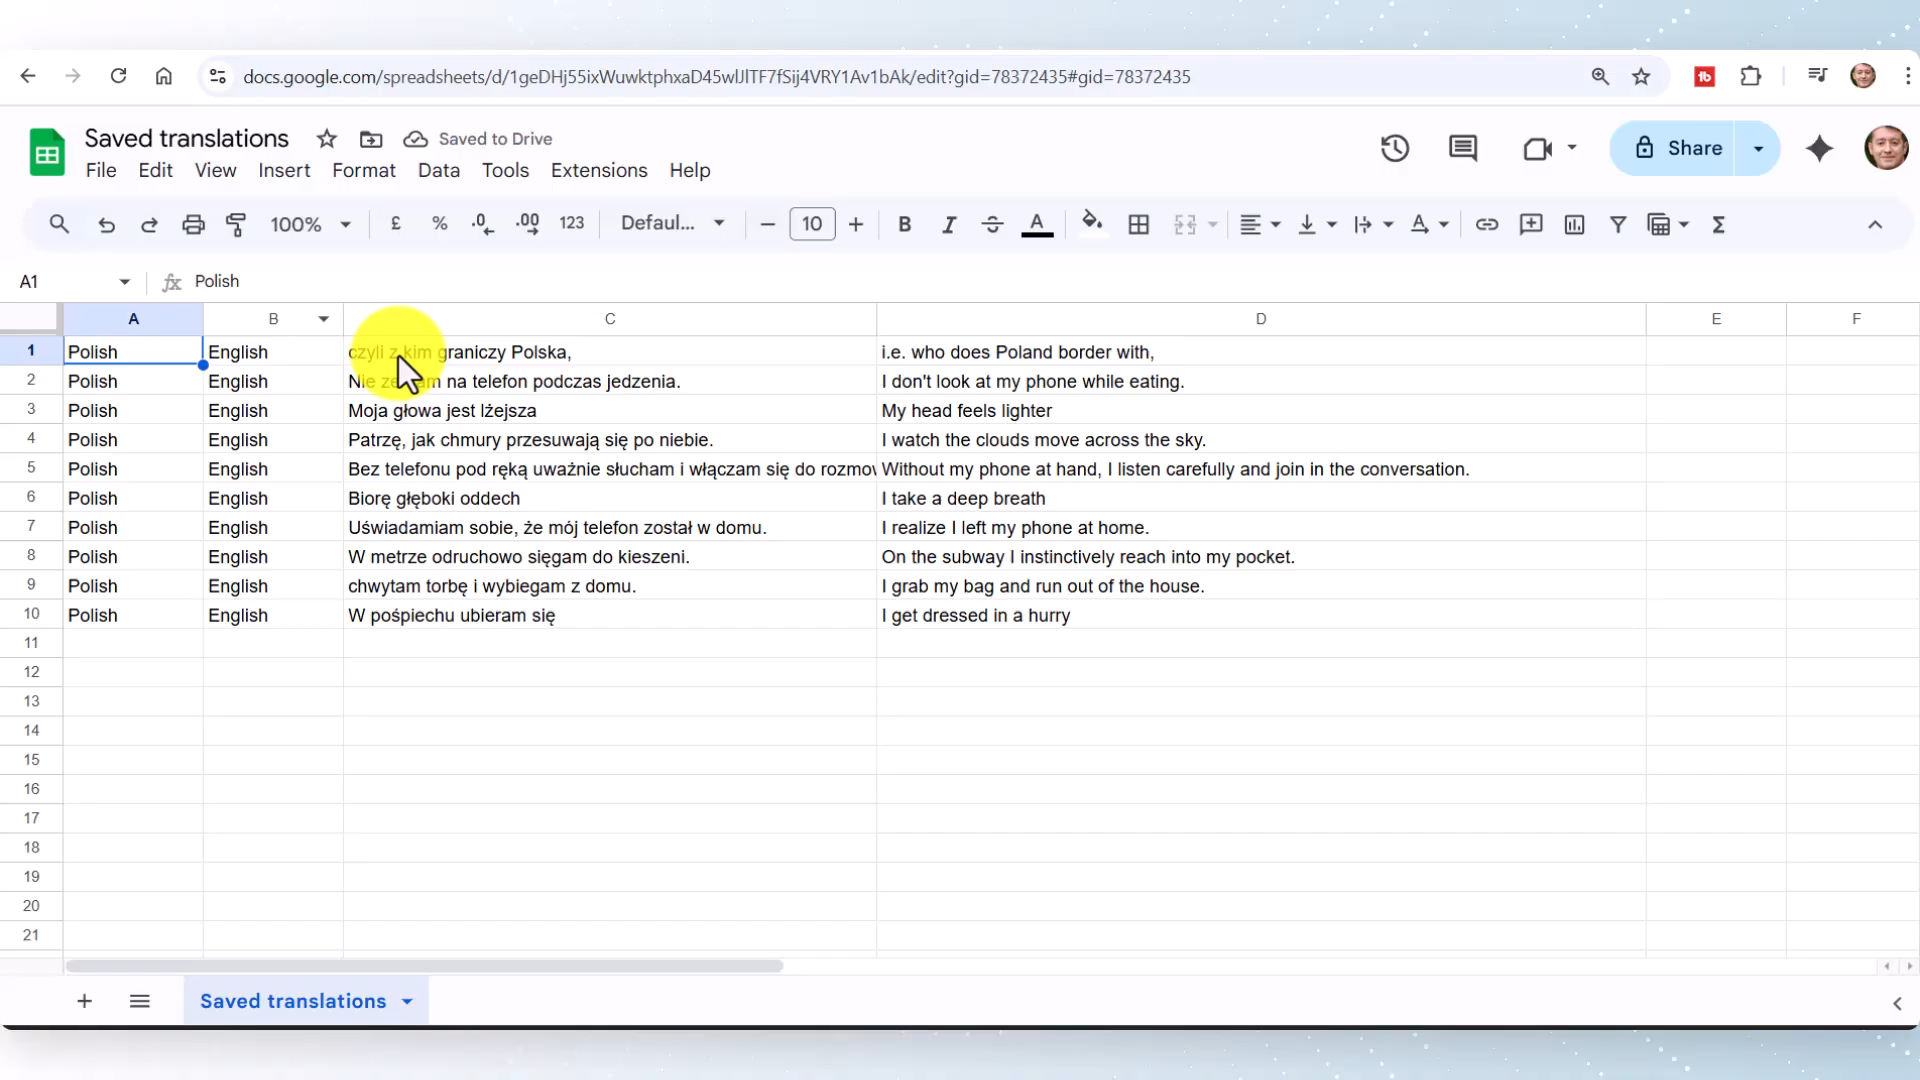 docs.google.com/spreadsheets/d/1geDHj55ixWuwktphxaD45wlJlTF7fSij4VRY1Av1bAk/edit?gid=78372435#gid=78372435
Saved translations Saved to Drive
File Edit View Insert Format Data Tools Extensions Help
Share
100% £ % .0 .00 123 Defaul... 10 B I S A
A1 fx Polish
A B C D E F
1 Polish English czyli z kim graniczy Polska, i.e. who does Poland border with,
2 Polish English Nie na telefon podczas jedzenia. I don't look at my phone while eating.
3 Polish English Moja głowa jest lżejsza My head feels lighter
4 Polish English Patrzę, jak chmury przesuwają się po niebie. I watch the clouds move across the sky.
5 Polish English Bez telefonu pod ręką uważnie słucham i włączam się do Without my phone at hand, I listen carefully and join in the conversation.
6 Polish English Biorę głęboki oddech I take a deep breath
7 Polish English Uświadamiam sobie, że mój telefon został w domu. I realize I left my phone at home.
8 Polish English W metrze odruchowo sięgam do kieszeni. On the subway I instinctively reach into my pocket.
9 Polish English chwytam torbę i wybiegam z domu. I grab my bag and run out of the house.
10 Polish English W pośpiechu ubieram się I get dressed in a hurry
11
12
13
14
15
16
17
18
19
20
21
Saved translations